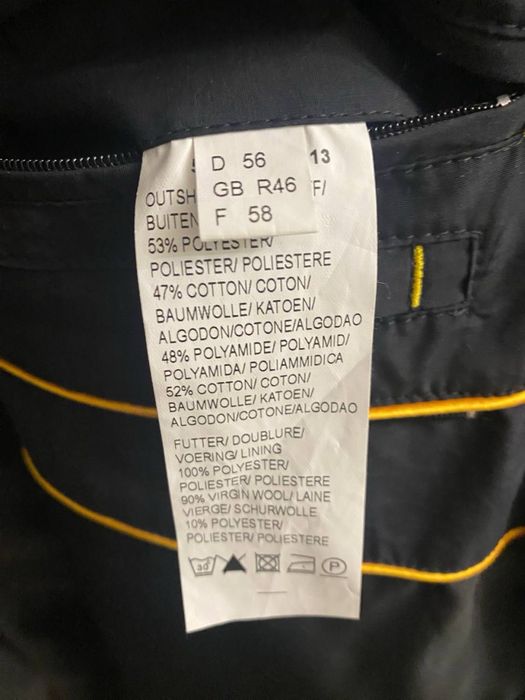 D 56
GB R46
F 58
13
OUTSH F/
BUITEN
53% POLYESTER/
POLIESTER/ POLIESTERE
47% COTTON/ COTON/
BAUMWOLLE/ KATOEN/
ALGODON/COTONE/ALGODAO
48% POLYAMIDE/ POLYAMID/
POLYAMIDA/ POLIAMMIDICA
52% COTTON/ COTON/
BAUMWOLLE/ KATOEN/
ALGODON/COTONE/ALGODAO
FUTTER/ DOUBLURE/
VOERING/ LINING
100% POLYESTER/
POLIESTER/ POLIESTERE
90% VIRGIN WOOL/ LAINE
VIERGE/ SCHURWOLLE
10% POLYESTER/
POLIESTER/ POLIESTERE
30 P